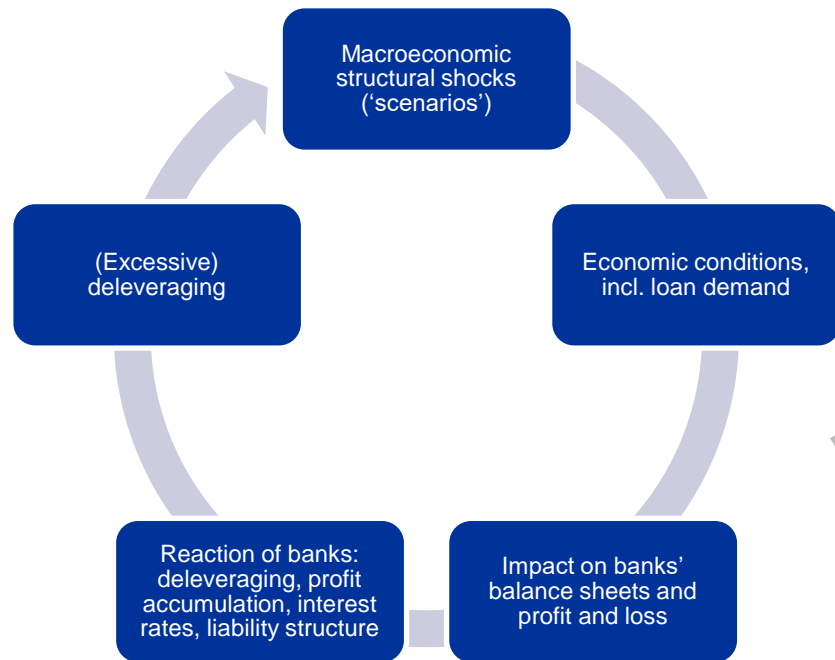 Macroeconomic
structural shocks
(‘scenarios’)
Economic conditions,
incl. loan demand
Impact on banks’
balance sheets and
profit and loss
Reaction of banks:
deleveraging, profit
accumulation, interest
rates, liability structure
(Excessive)
deleveraging